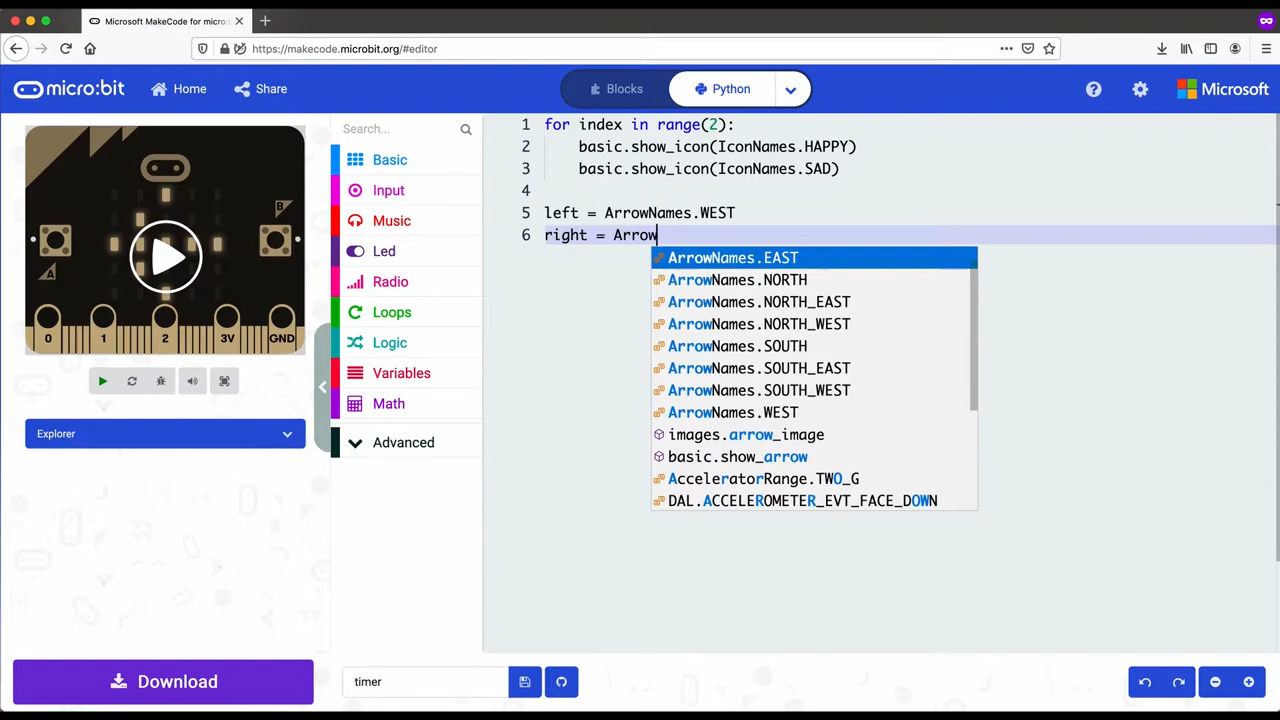 Microsoft MakeCode for micro:
https://makecode.microbit.org/#editor
micro:bit
Home
Share
Blocks
Python
Microsoft
A
B
0 1 2 3V GND
Explorer
Download
Search...
Basic
Input
Music
Led
Radio
Loops
Logic
Variables
Math
Advanced
1 for index in range(2):
2 basic.show_icon(IconNames.HAPPY)
3 basic.show_icon(IconNames.SAD)
4
5 left = ArrowNames.WEST
6 right = Arrow
ArrowNames.EAST
ArrowNames.NORTH
ArrowNames.NORTH_EAST
ArrowNames.NORTH_WEST
ArrowNames.SOUTH
ArrowNames.SOUTH_EAST
ArrowNames.SOUTH_WEST
ArrowNames.WEST
images.arrow_image
basic.show_arrow
AcceleratorRange.TWO_G
DAL.ACCELEROMETER_EVT_FACE_DOWN
timer